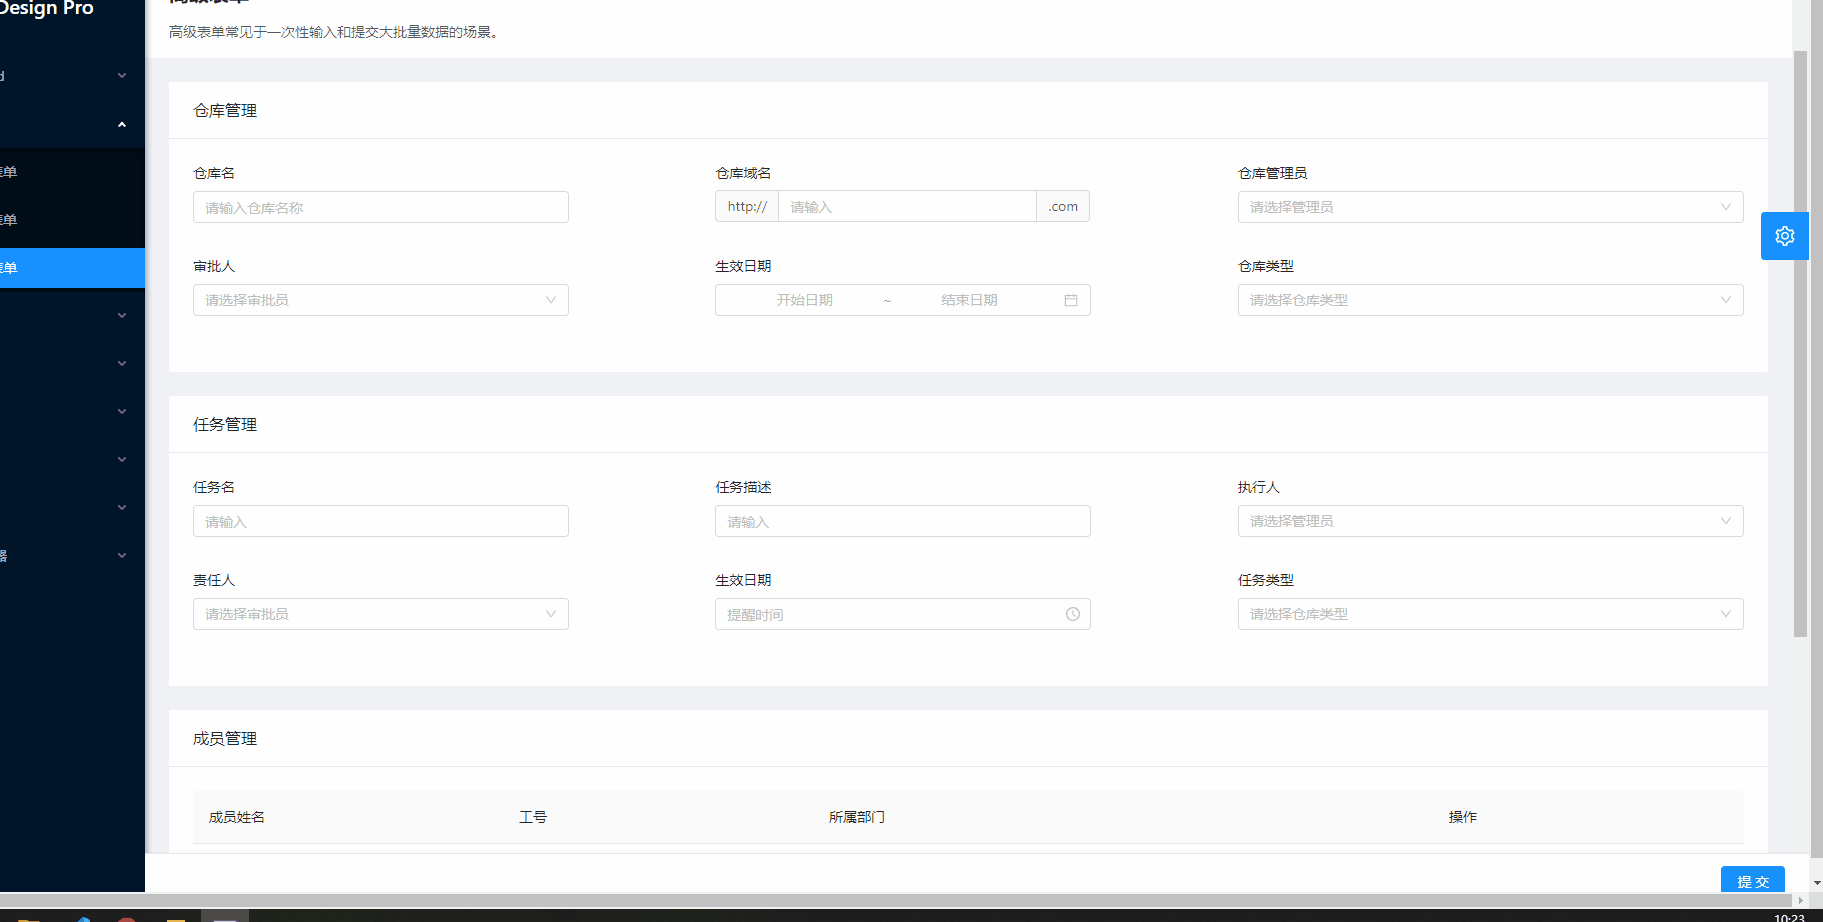 Design Pro
高级表单
高级表单常见于一次性输入和提交大批量数据的场景。
单
单
单
器
仓库管理
仓库名 仓库域名 仓库管理员
请输入仓库名称 http:// 请输入 .com 请选择管理员
审批人 生效日期 仓库类型
请选择审批员 开始日期 ~ 结束日期 请选择仓库类型
任务管理
任务名 任务描述 执行人
请输入 请输入 请选择管理员
责任人 生效日期 任务类型
请选择审批员 提醒时间 请选择仓库类型
成员管理
成员姓名 工号 所属部门 操作
提交
10:23